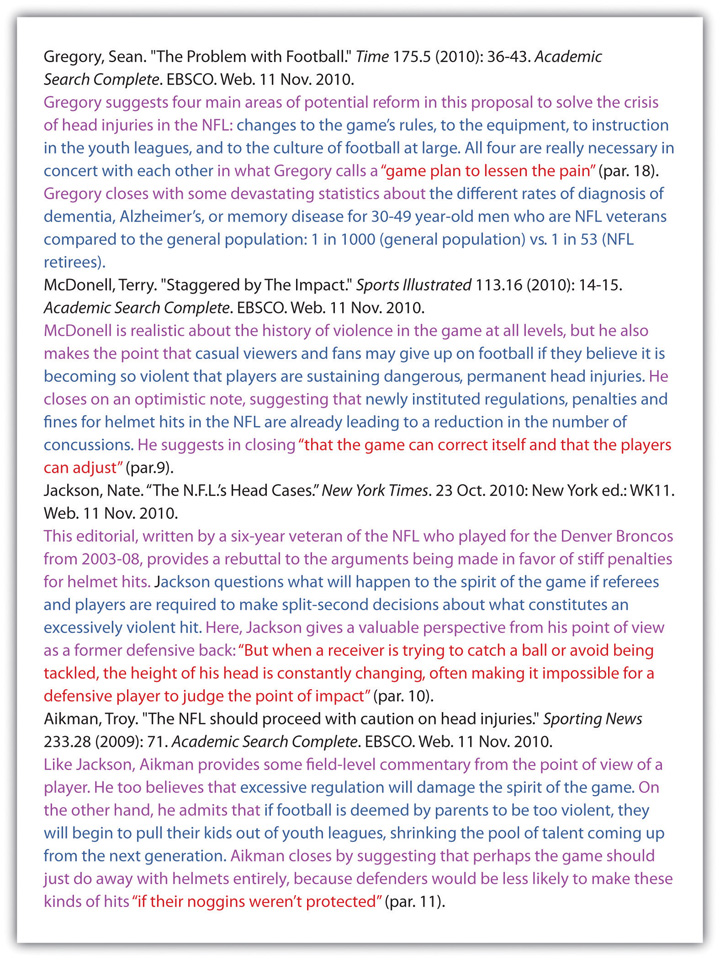 Gregory, Sean. "The Problem with Football." Time 175.5 (2010): 36-43. Academic
Search Complete. EBSCO. Web. 11 Nov. 2010.
Gregory suggests four main areas of potential reform in this proposal to solve the crisis
of head injuries in the NFL: changes to the game’s rules, to the equipment, to instruction
in the youth leagues, and to the culture of football at large. All four are really necessary in
concert with each other in what Gregory calls a “game plan to lessen the pain” (par. 18).
Gregory closes with some devastating statistics about the different rates of diagnosis of
dementia, Alzheimer’s, or memory disease for 30-49 year-old men who are NFL veterans
compared to the general population: 1 in 1000 (general population) vs. 1 in 53 (NFL
retirees).
McDonell, Terry. "Staggered by The Impact." Sports Illustrated 113.16 (2010): 14-15.
Academic Search Complete. EBSCO. Web. 11 Nov. 2010.
McDonell is realistic about the history of violence in the game at all levels, but he also
makes the point that casual viewers and fans may give up on football if they believe it is
becoming so violent that players are sustaining dangerous, permanent head injuries. He
closes on an optimistic note, suggesting that newly instituted regulations, penalties and
fines for helmet hits in the NFL are already leading to a reduction in the number of
concussions. He suggests in closing “that the game can correct itself and that the players
can adjust” (par.9).
Jackson, Nate. “The N.F.L.’s Head Cases.” New York Times. 23 Oct. 2010: New York ed.: WK11.
Web. 11 Nov. 2010.
This editorial, written by a six-year veteran of the NFL who played for the Denver Broncos
from 2003-08, provides a rebuttal to the arguments being made in favor of stiff penalties
for helmet hits. Jackson questions what will happen to the spirit of the game if referees
and players are required to make split-second decisions about what constitutes an
excessively violent hit. Here, Jackson gives a valuable perspective from his point of view
as a former defensive back: “But when a receiver is trying to catch a ball or avoid being
tackled, the height of his head is constantly changing, often making it impossible for a
defensive player to judge the point of impact” (par. 10).
Aikman, Troy. "The NFL should proceed with caution on head injuries." Sporting News
233.28 (2009): 71. Academic Search Complete. EBSCO. Web. 11 Nov. 2010.
Like Jackson, Aikman provides some field-level commentary from the point of view of a
player. He too believes that excessive regulation will damage the spirit of the game. On
the other hand, he admits that if football is deemed by parents to be too violent, they
will begin to pull their kids out of youth leagues, shrinking the pool of talent coming up
from the next generation. Aikman closes by suggesting that perhaps the game should
just do away with helmets entirely, because defenders would be less likely to make these
kinds of hits “if their noggins weren’t protected” (par. 11).